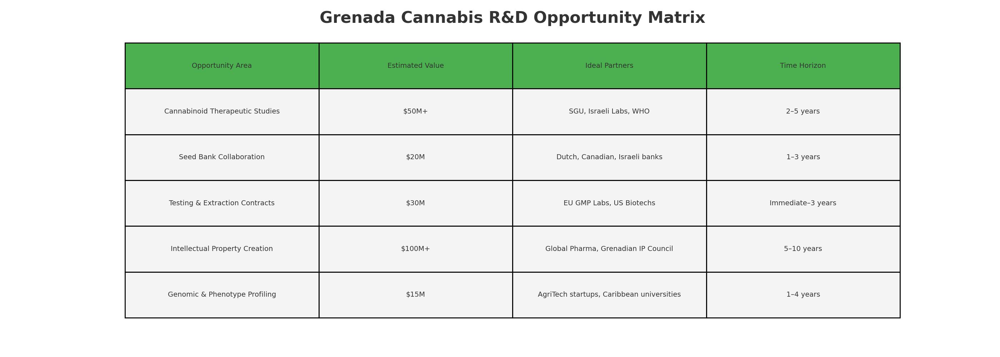 Grenada Cannabis R&D Opportunity Matrix
Opportunity Area Estimated Value Ideal Partners Time Horizon
Cannabinoid Therapeutic Studies $50M+ SGU, Israeli Labs, WHO 2–5 years
Seed Bank Collaboration $20M Dutch, Canadian, Israeli banks 1–3 years
Testing & Extraction Contracts $30M EU GMP Labs, US Biotechs Immediate–3 years
Intellectual Property Creation $100M+ Global Pharma, Grenadian IP Council 5–10 years
Genomic & Phenotype Profiling $15M AgriTech startups, Caribbean universities 1–4 years